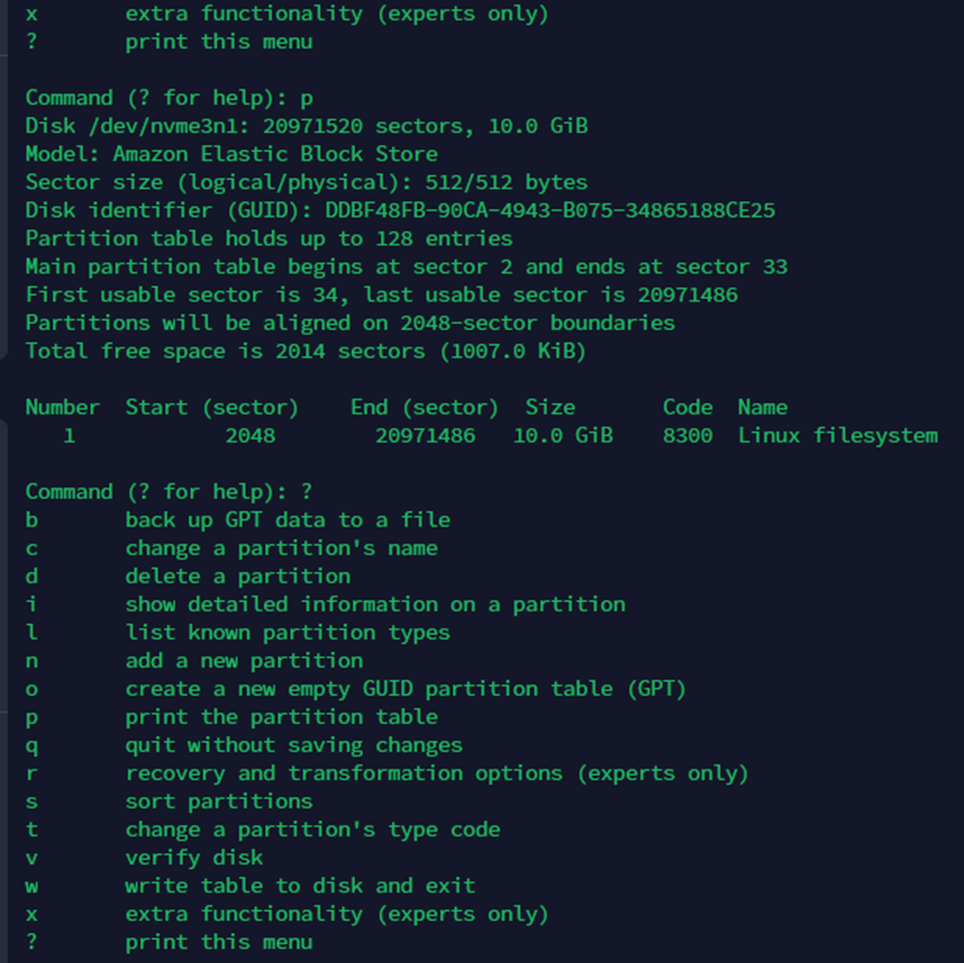 x       extra functionality (experts only)
?       print this menu

Command (? for help): p
Disk /dev/nvme3n1: 20971520 sectors, 10.0 GiB
Model: Amazon Elastic Block Store
Sector size (logical/physical): 512/512 bytes
Disk identifier (GUID): DDBF48FB-90CA-4943-B075-34865188CE25
Partition table holds up to 128 entries
Main partition table begins at sector 2 and ends at sector 33
First usable sector is 34, last usable sector is 20971486
Partitions will be aligned on 2048-sector boundaries
Total free space is 2014 sectors (1007.0 KiB)

Number  Start (sector)    End (sector)  Size       Code  Name
   1            2048        20971486   10.0 GiB    8300  Linux filesystem

Command (? for help): ?
b       back up GPT data to a file
c       change a partition's name
d       delete a partition
i       show detailed information on a partition
l       list known partition types
n       add a new partition
o       create a new empty GUID partition table (GPT)
p       print the partition table
q       quit without saving changes
r       recovery and transformation options (experts only)
s       sort partitions
t       change a partition's type code
v       verify disk
w       write table to disk and exit
x       extra functionality (experts only)
?       print this menu